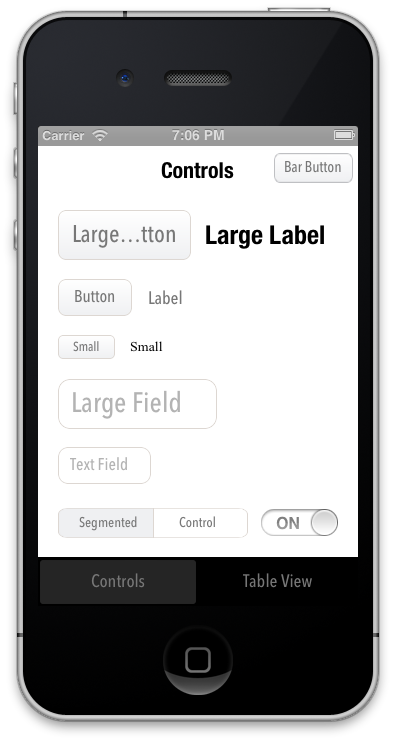 Carrier 7:06 PM
Controls Bar Button
Large…tton Large Label
Button Label
Small Small
Large Field
Text Field
Segmented Control ON
Controls Table View